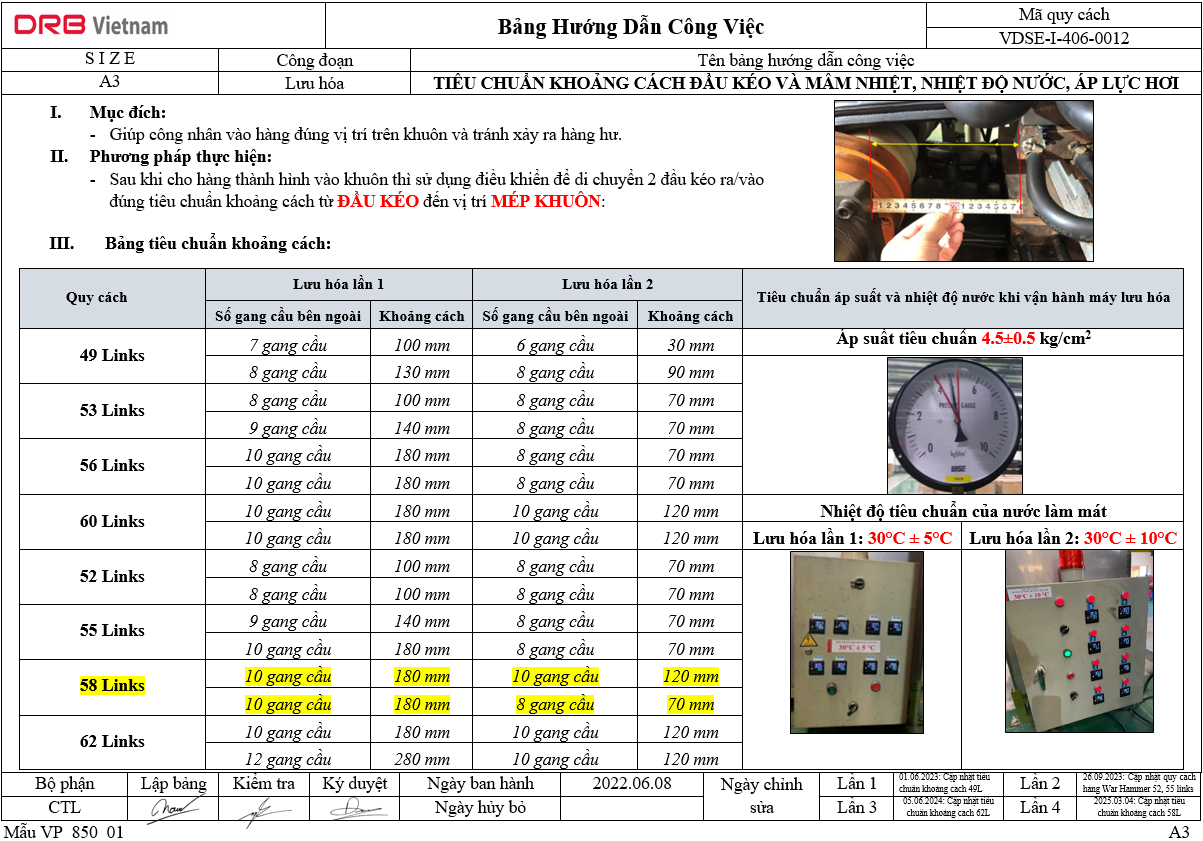 DRB Vietnam
Bảng Hướng Dẫn Công Việc
Mã quy cách
VDSE-I-406-0012
S I Z E
Công đoạn
Tên bảng hướng dẫn công việc
A3
Lưu hóa
TIÊU CHUẨN KHOẢNG CÁCH ĐẦU KÉO VÀ MÂM NHIỆT, NHIỆT ĐỘ NƯỚC, ÁP LỰC HƠI
I. Mục đích:
- Giúp công nhân vào hàng đúng vị trí trên khuôn và tránh xảy ra hàng hư.
II. Phương pháp thực hiện:
- Sau khi cho hàng thành hình vào khuôn thì sử dụng điều khiển để di chuyển 2 đầu kéo ra/vào
đúng tiêu chuẩn khoảng cách từ ĐẦU KÉO đến vị trí MÉP KHUÔN:
III. Bảng tiêu chuẩn khoảng cách:
Quy cách
Lưu hóa lần 1
Lưu hóa lần 2
Tiêu chuẩn áp suất và nhiệt độ nước khi vận hành máy lưu hóa
Số gang cầu bên ngoài
Khoảng cách
Số gang cầu bên ngoài
Khoảng cách
49 Links
7 gang cầu 100 mm 6 gang cầu 30 mm
8 gang cầu 130 mm 8 gang cầu 90 mm
53 Links
8 gang cầu 100 mm 8 gang cầu 70 mm
9 gang cầu 140 mm 8 gang cầu 70 mm
56 Links
10 gang cầu 180 mm 8 gang cầu 70 mm
10 gang cầu 180 mm 8 gang cầu 70 mm
60 Links
10 gang cầu 180 mm 10 gang cầu 120 mm
10 gang cầu 180 mm 10 gang cầu 120 mm
52 Links
8 gang cầu 100 mm 8 gang cầu 70 mm
8 gang cầu 100 mm 8 gang cầu 70 mm
55 Links
9 gang cầu 140 mm 8 gang cầu 70 mm
10 gang cầu 180 mm 8 gang cầu 70 mm
58 Links
10 gang cầu 180 mm 10 gang cầu 120 mm
10 gang cầu 180 mm 8 gang cầu 70 mm
62 Links
10 gang cầu 180 mm 10 gang cầu 120 mm
12 gang cầu 280 mm 10 gang cầu 120 mm
Áp suất tiêu chuẩn 4.5±0.5 kg/cm²
0 2 4 6 8 10
PRESSURE GAUGE
kgf/cm²
WISE
Nhiệt độ tiêu chuẩn của nước làm mát
Lưu hóa lần 1: 30°C ± 5°C
Lưu hóa lần 2: 30°C ± 10°C
30°C ± 5 °C
30°C ± 10 °C
Bộ phận
Lập bảng
Kiểm tra
Ký duyệt
Ngày ban hành
2022.06.08
Ngày chỉnh
sửa
Lần 1
01.06.2023: Cập nhật tiêu
chuẩn khoảng cách 49L
Lần 2
26.09.2023: Cập nhật quy cách
hàng War Hammer 52, 55 links
CTL
Ngày hủy bỏ
Lần 3
05.06.2024: Cập nhật tiêu
chuẩn khoảng cách 62L
Lần 4
2025.03.04: Cập nhật tiêu
chuẩn khoảng cách 58L
Mẫu VP_850_01
A3